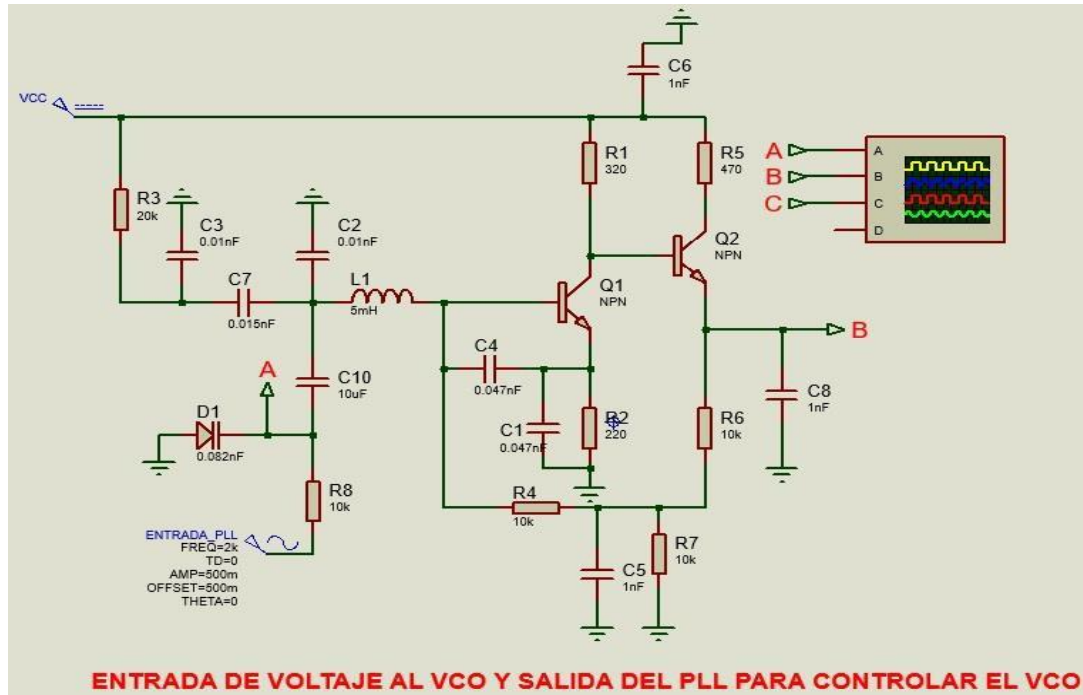 C6
1nF
VCC
R1
320
R5
470
A
B
C
A
B
C
D
R3
20k
C3
0.01nF
C2
0.01nF
Q2
NPN
C7
0.015nF
L1
5mH
Q1
NPN
B
C4
0.047nF
A
C10
10uF
C8
1nF
D1
0.082nF
C1
0.047nF
R2
220
R6
10k
R8
10k
R4
10k
ENTRADA_PLL
FREQ=2k
TD=0
AMP=500m
OFFSET=500m
THETA=0
C5
1nF
R7
10k
ENTRADA DE VOLTAJE AL VCO Y SALIDA DEL PLL PARA CONTROLAR EL VCO